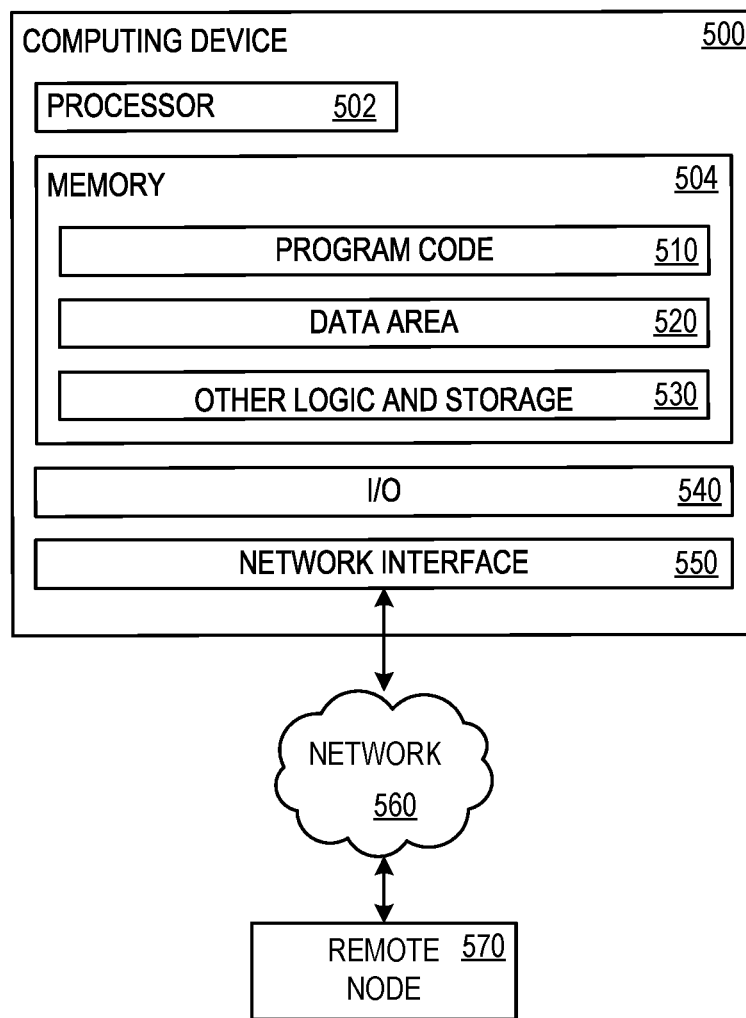 COMPUTING DEVICE 500
PROCESSOR 502
MEMORY 504
PROGRAM CODE 510
DATA AREA 520
OTHER LOGIC AND STORAGE 530
I/O 540
NETWORK INTERFACE 550
NETWORK
560
REMOTE 570
NODE